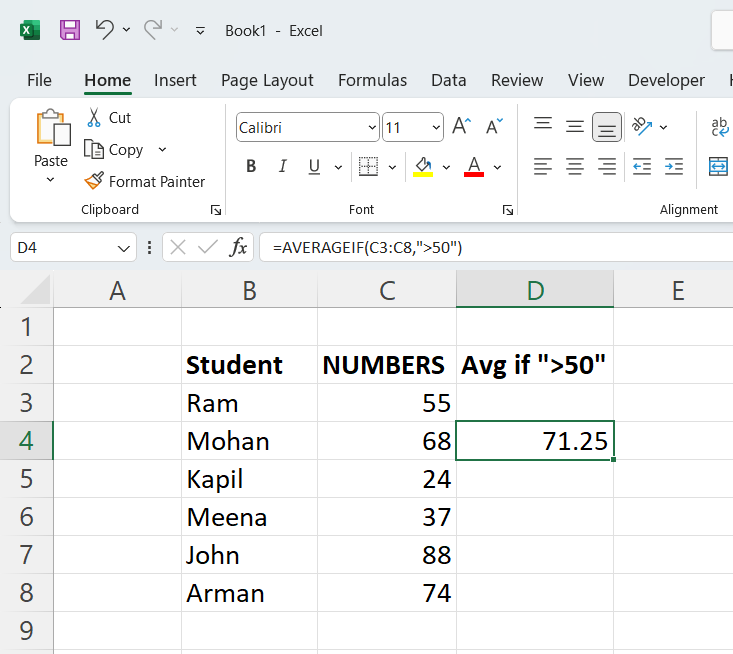 Book1 - Excel
File Home Insert Page Layout Formulas Data Review View Developer
Paste
Cut
Copy
Format Painter
Clipboard
Calibri 11 A A
B I U A
Font
ab
Alignment
D4 fx =AVERAGEIF(C3:C8,">50")
A B C D E
1
2 Student NUMBERS Avg if ">50"
3 Ram 55
4 Mohan 68 71.25
5 Kapil 24
6 Meena 37
7 John 88
8 Arman 74
9